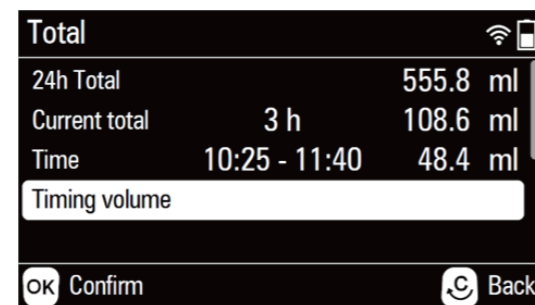 Total
24h Total 555.8 ml
Current total 3 h 108.6 ml
Time 10:25 - 11:40 48.4 ml
Timing volume
OK Confirm C Back